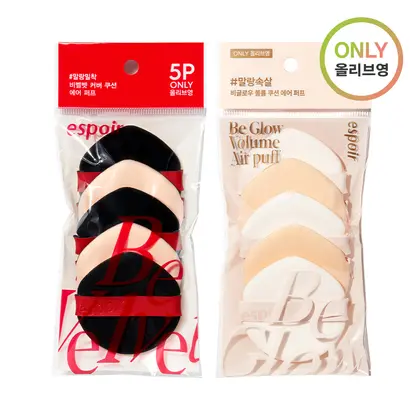 ONLY
올리브영
#말랑밀착
비벨벳 커버 쿠션
에어 퍼프
5P
ONLY
올리브영
espoir
Be
Velvet
ONLY 올리브영
#말랑속살
비글로우 볼륨 쿠션 에어 퍼프
Be Glow
Volume
Air puff
espoir
Be
Glow